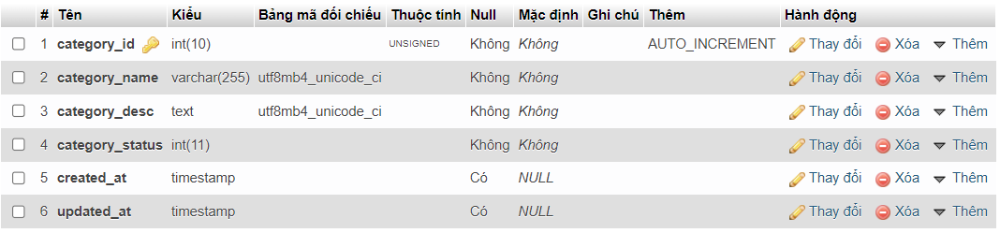 # Tên Kiểu Bảng mã đối chiếu Thuộc tính Null Mặc định Ghi chú Thêm Hành động
1 category_id int(10) UNSIGNED Không Không AUTO_INCREMENT Thay đổi Xóa Thêm
2 category_name varchar(255) utf8mb4_unicode_ci Không Không Thay đổi Xóa Thêm
3 category_desc text utf8mb4_unicode_ci Không Không Thay đổi Xóa Thêm
4 category_status int(11) Không Không Thay đổi Xóa Thêm
5 created_at timestamp Có NULL Thay đổi Xóa Thêm
6 updated_at timestamp Có NULL Thay đổi Xóa Thêm